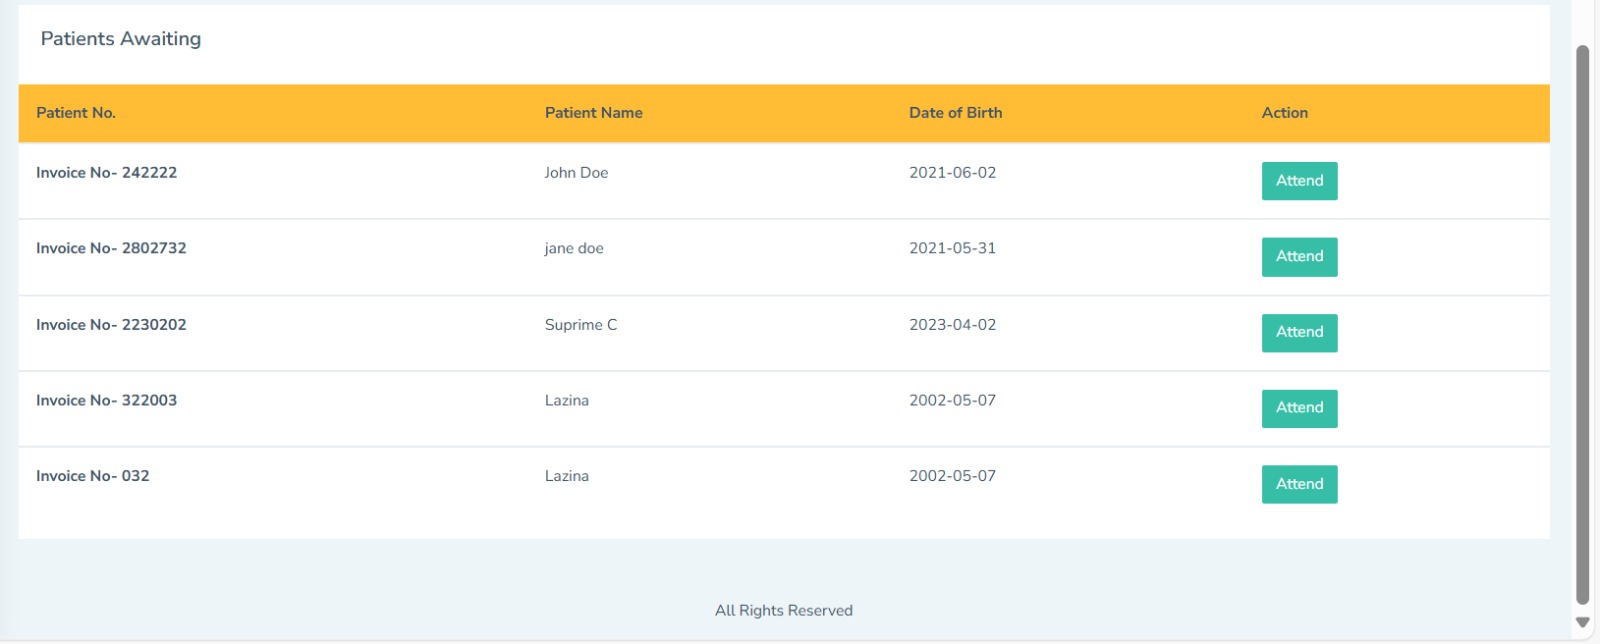 Patients Awaiting
Patient No. Patient Name Date of Birth Action
Invoice No- 242222 John Doe 2021-06-02 Attend
Invoice No- 2802732 jane doe 2021-05-31 Attend
Invoice No- 2230202 Suprime C 2023-04-02 Attend
Invoice No- 322003 Lazina 2002-05-07 Attend
Invoice No- 032 Lazina 2002-05-07 Attend
All Rights Reserved